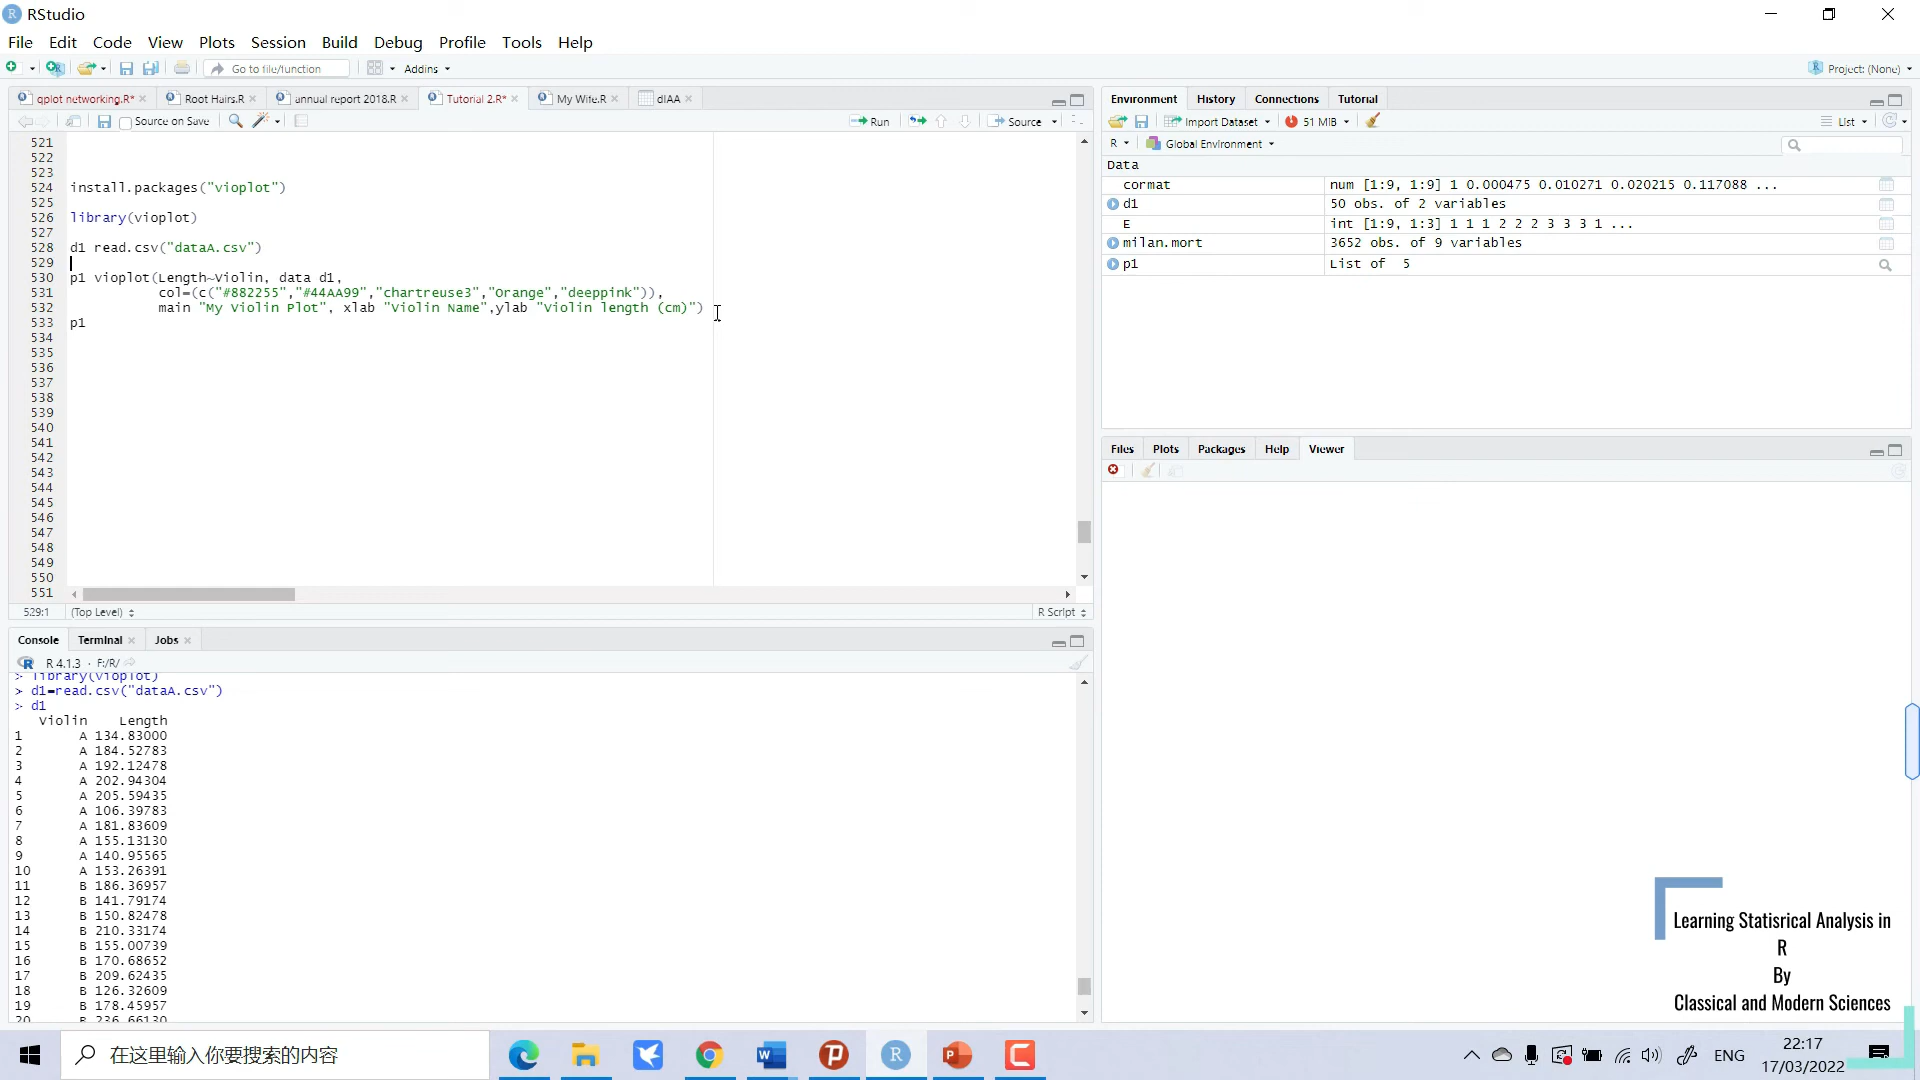 RStudio
File Edit Code View Plots Session Build Debug Profile Tools Help
Go to file/function Addins Project: (None)
qplot networking.R* Root Hairs.R annual report 2018.R Tutorial 2.R* My Wife.R dIAA
Source on Save Run Source
521
522
523
524 install.packages("vioplot")
525
526 library(vioplot)
527
528 d1 read.csv("dataA.csv")
529
530 p1 vioplot(Length~Violin, data d1,
531 col=(c("#882255","#44AA99","chartreuse3","Orange","deeppink")),
532 main "My Violin Plot", xlab "Violin Name",ylab "Violin length (cm)")
533 p1
534
535
536
537
538
539
540
541
542
543
544
545
546
547
548
549
550
551
529:1 (Top Level) R Script
Console Terminal Jobs
R 4.1.3 · F:/R/
> library(vioplot)
> d1=read.csv("dataA.csv")
> d1
Violin Length
1 A 134.83000
2 A 184.52783
3 A 192.12478
4 A 202.94304
5 A 205.59435
6 A 106.39783
7 A 181.83609
8 A 155.13130
9 A 140.95565
10 A 153.26391
11 B 186.36957
12 B 141.79174
13 B 150.82478
14 B 210.33174
15 B 155.00739
16 B 170.68652
17 B 209.62435
18 B 126.32609
19 B 178.45957
20 B 236.66130
Environment History Connections Tutorial
Import Dataset 51 MiB List
R Global Environment
Data
cormat num [1:9, 1:9] 1 0.000475 0.010271 0.020215 0.117088 ...
d1 50 obs. of 2 variables
E int [1:9, 1:3] 1 1 1 2 2 2 3 3 3 1 ...
milan.mort 3652 obs. of 9 variables
p1 List of 5
Files Plots Packages Help Viewer
Learning Statisrical Analysis in
R
By
Classical and Modern Sciences
在这里输入你要搜索的内容
ENG
22:17
17/03/2022